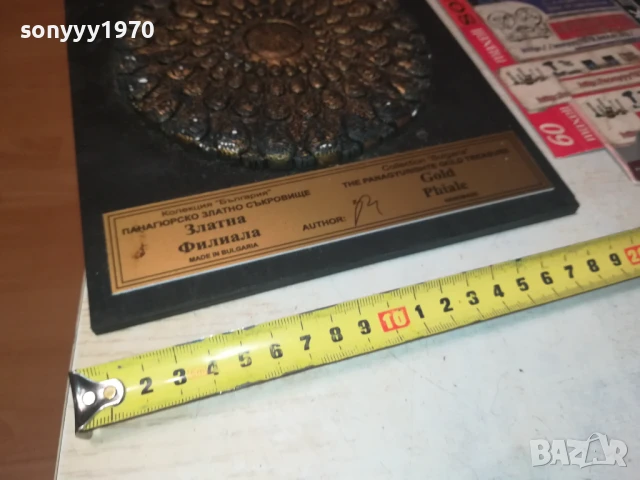 sonyyy1970
Колекция "България"
ПАНАГЮРСКО ЗЛАТНО СЪКРОВИЩЕ
Златна
Филиала
MADE IN BULGARIA
AUTHOR:
Collection "Bulgaria"
THE PANAGYURISHTE GOLD TREASURE
Gold
Phiale
60
maxell
2 3 4 5 6 7 8 9 10 1 2 3 4 5 6 7 8 9
BAZAR